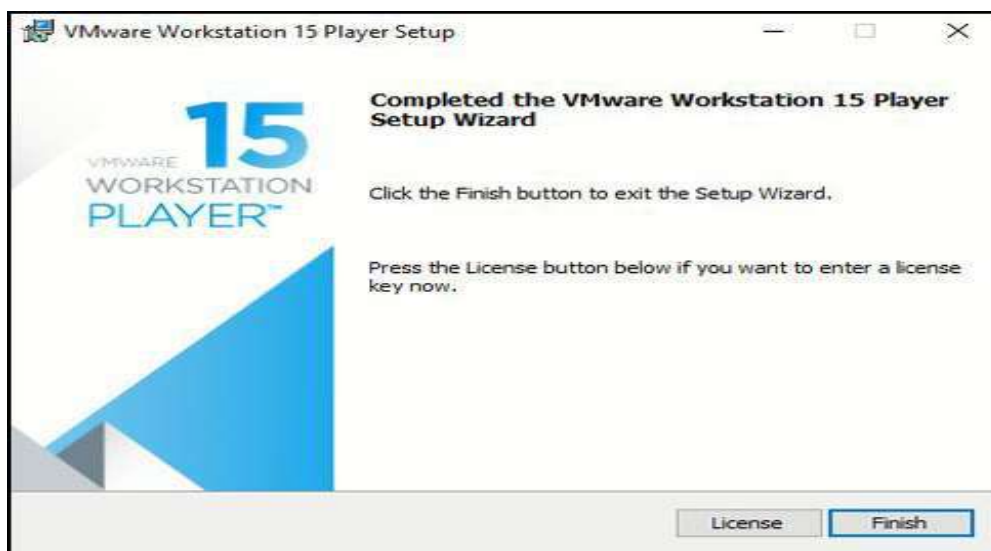 VMware Workstation 15 Player Setup
15
VMWARE
WORKSTATION
PLAYER™
Completed the VMware Workstation 15 Player
Setup Wizard
Click the Finish button to exit the Setup Wizard.
Press the License button below if you want to enter a license
key now.
License
Finish